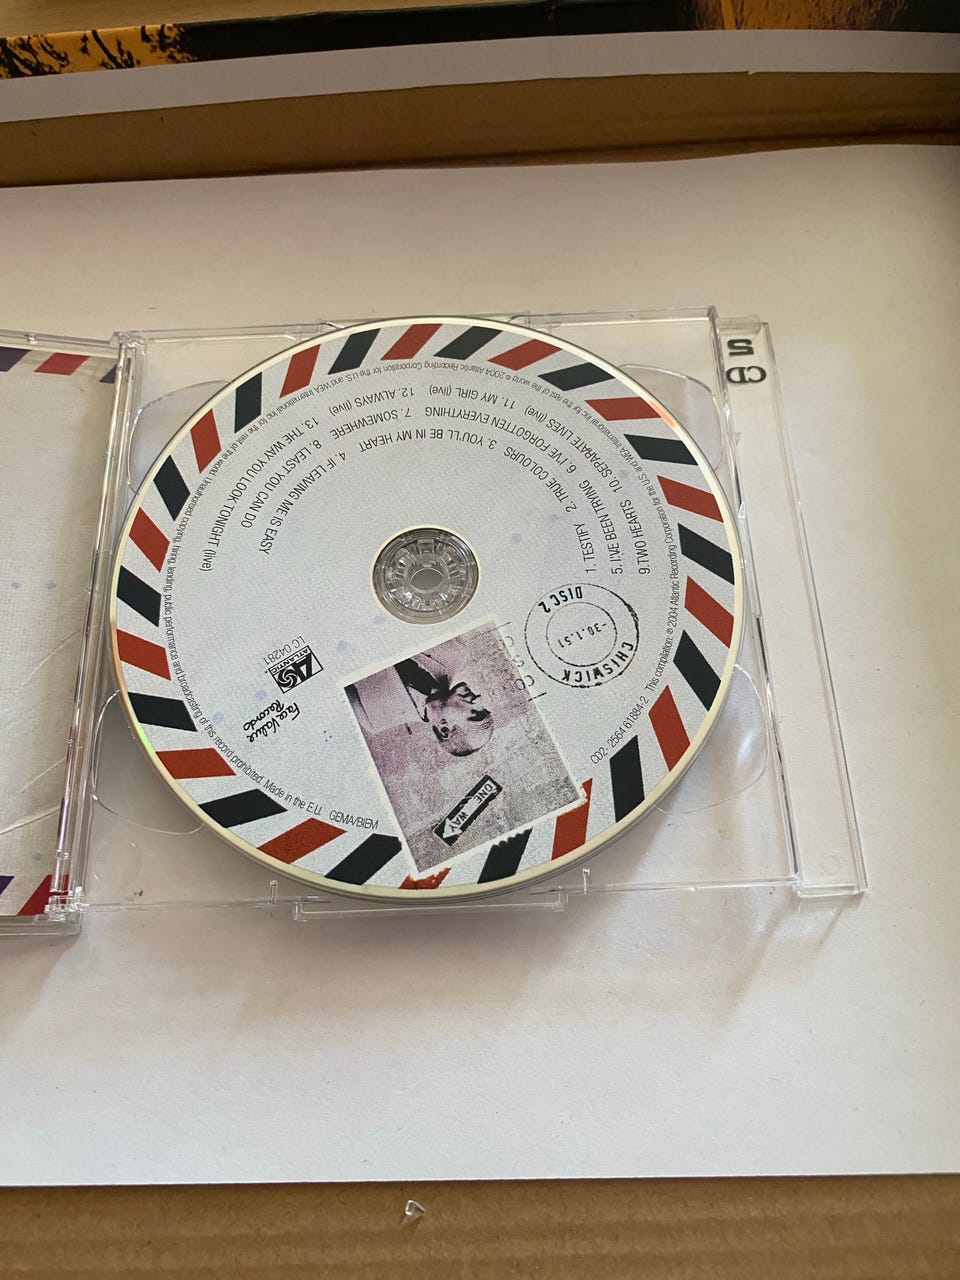 1. TESTIFY 2. TRUE COLOURS 3. YOU'LL BE IN MY HEART 4. IF LEAVING ME IS EASY
5. I'VE BEEN TRYING 6. I'VE FORGOTTEN EVERYTHING 7. SOMEWHERE 8. LEAST YOU CAN DO
9.TWO HEARTS 10. SEPARATE LIVES (live) 11. MY GIRL (live) 12. ALWAYS (live) 13. THE WAY YOU LOOK TONIGHT (live)
DISC 2
-30.1.51
CHISWICK
ONE WAY
ATLANTIC
LC 04281
Face Value
Records
CD2: 2564 61884-2 This compilation: ℗ 2004 Atlantic Recording Corporation for the U.S. and WEA International Inc. for the rest of the world © 2004 Atlantic Recording Corporation for the U.S. and WEA International Inc. for the rest of the world. Unauthorised copying, hiring, lending, public performance and broadcasting of this record prohibited. Made in the E.U. GEMA/BIEM
2 CD